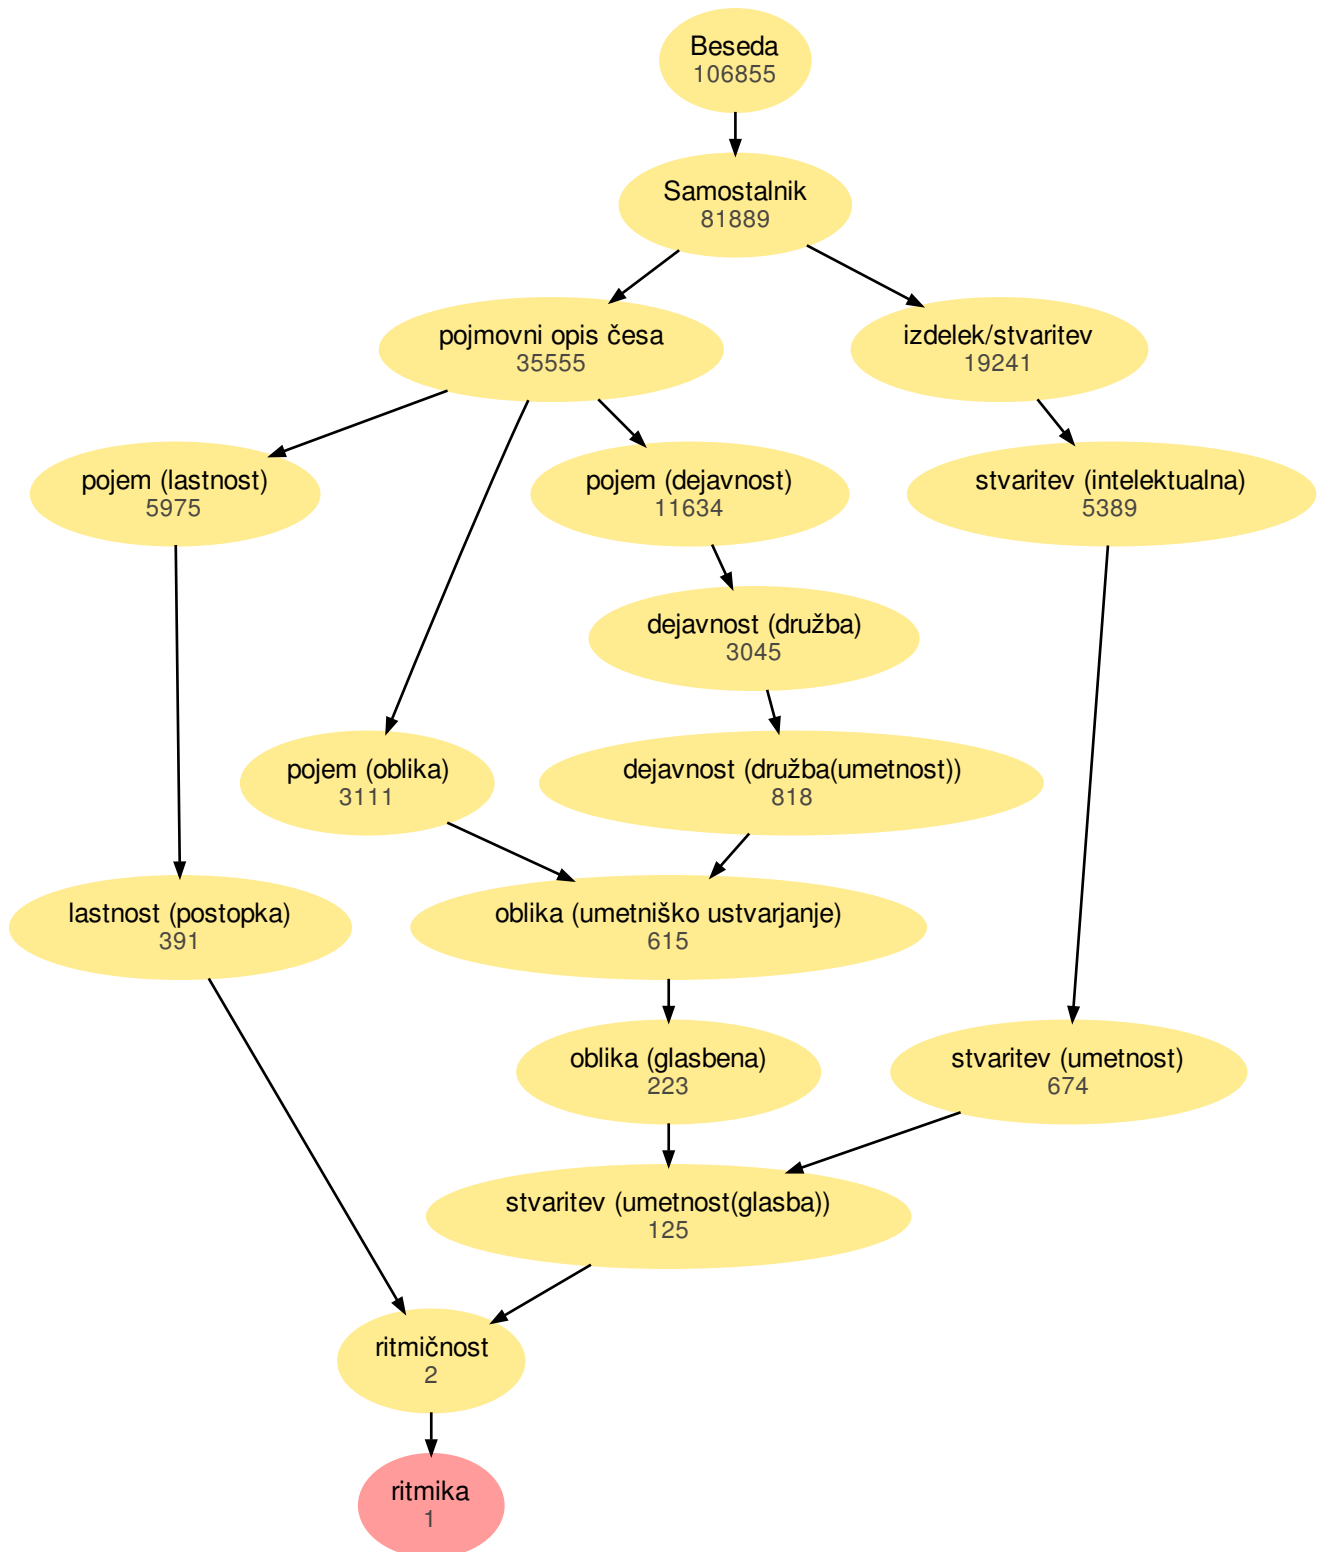 Beseda
106855
Samostalnik
81889
pojmovni opis česa
35555
izdelek/stvaritev
19241
pojem (lastnost)
5975
pojem (dejavnost)
11634
stvaritev (intelektualna)
5389
dejavnost (družba)
3045
pojem (oblika)
3111
dejavnost (družba(umetnost))
818
lastnost (postopka)
391
oblika (umetniško ustvarjanje)
615
oblika (glasbena)
223
stvaritev (umetnost)
674
stvaritev (umetnost(glasba))
125
ritmičnost
2
ritmika
1